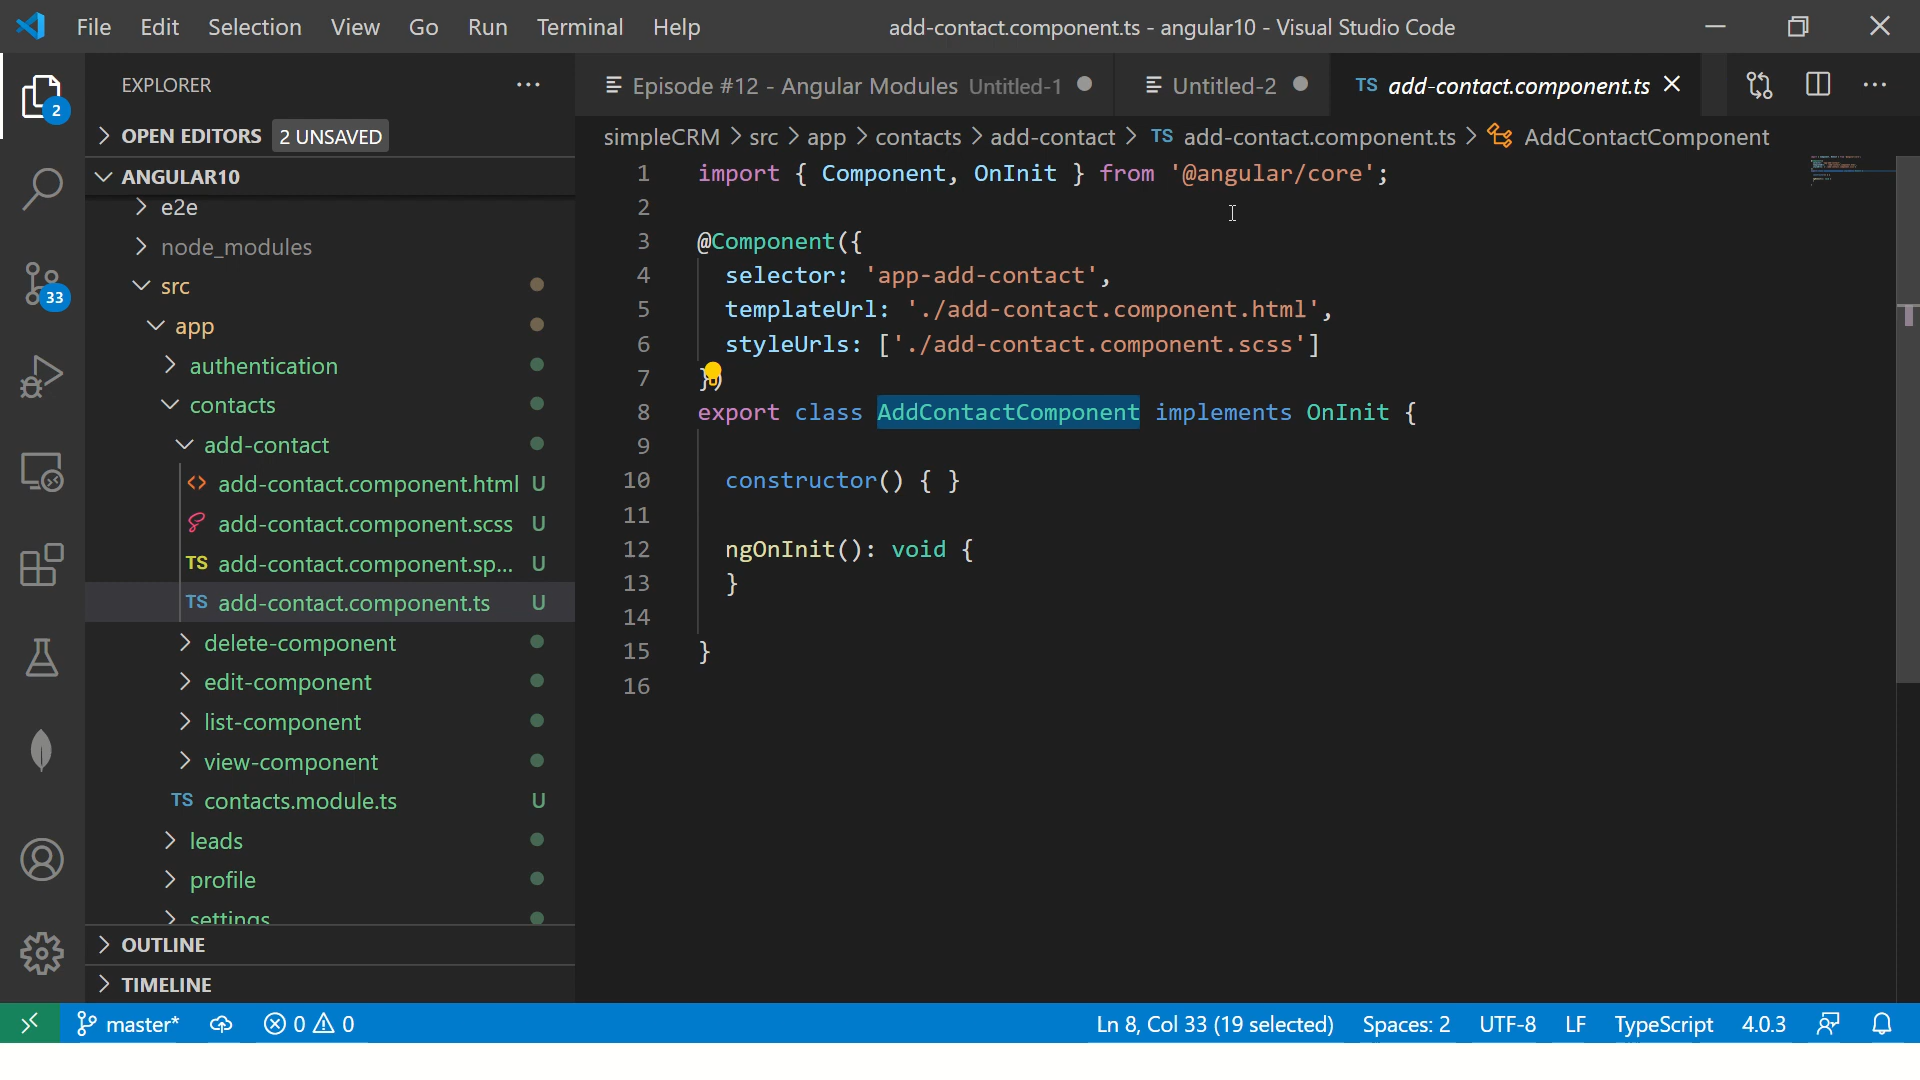 File Edit Selection View Go Run Terminal Help add-contact.component.ts - angular10 - Visual Studio Code
EXPLORER
Episode #12 - Angular Modules Untitled-1
Untitled-2
TS add-contact.component.ts
2
OPEN EDITORS 2 UNSAVED
simpleCRM > src > app > contacts > add-contact > TS add-contact.component.ts > AddContactComponent
ANGULAR10
e2e
node_modules
src
app
authentication
contacts
add-contact
add-contact.component.html U
add-contact.component.scss U
TS add-contact.component.sp... U
TS add-contact.component.ts U
delete-component
edit-component
list-component
view-component
TS contacts.module.ts U
leads
profile
settings
OUTLINE
TIMELINE
33
1 import { Component, OnInit } from '@angular/core';
2
3 @Component({
4 selector: 'app-add-contact',
5 templateUrl: './add-contact.component.html',
6 styleUrls: ['./add-contact.component.scss']
7 })
8 export class AddContactComponent implements OnInit {
9
10 constructor() { }
11
12 ngOnInit(): void {
13 }
14
15 }
16
master* 0 0 Ln 8, Col 33 (19 selected) Spaces: 2 UTF-8 LF TypeScript 4.0.3